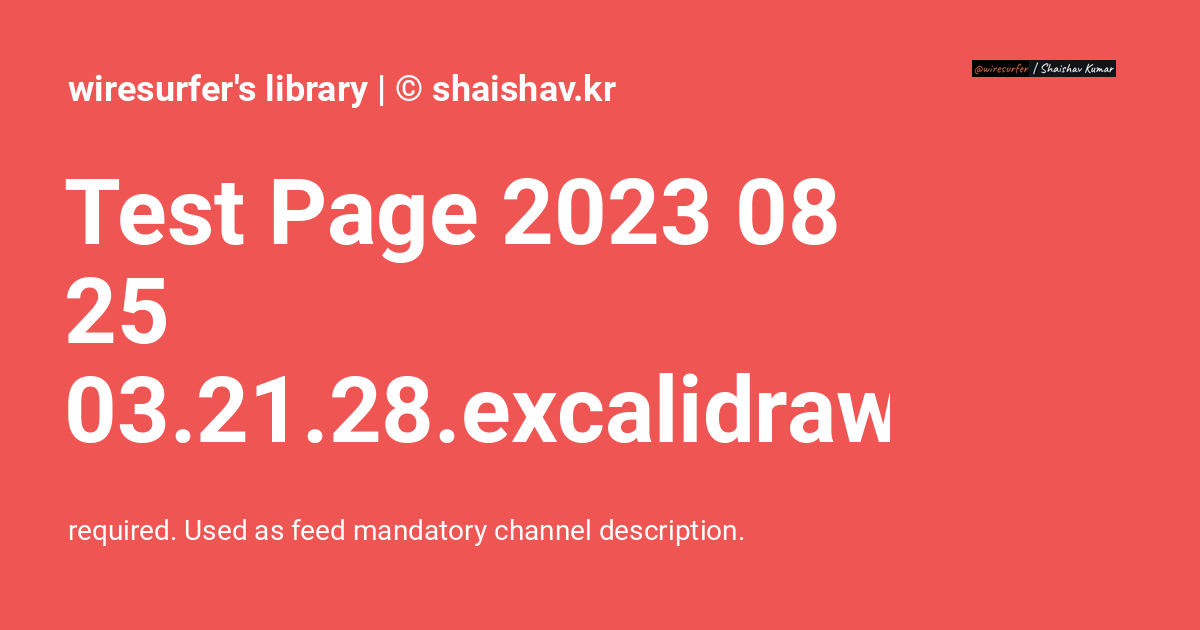 wiresurfer's library | © shaishav.kr
@wiresurfer | Shaishav Kumar
Test Page 2023 08
25
03.21.28.excalidraw
required. Used as feed mandatory channel description.